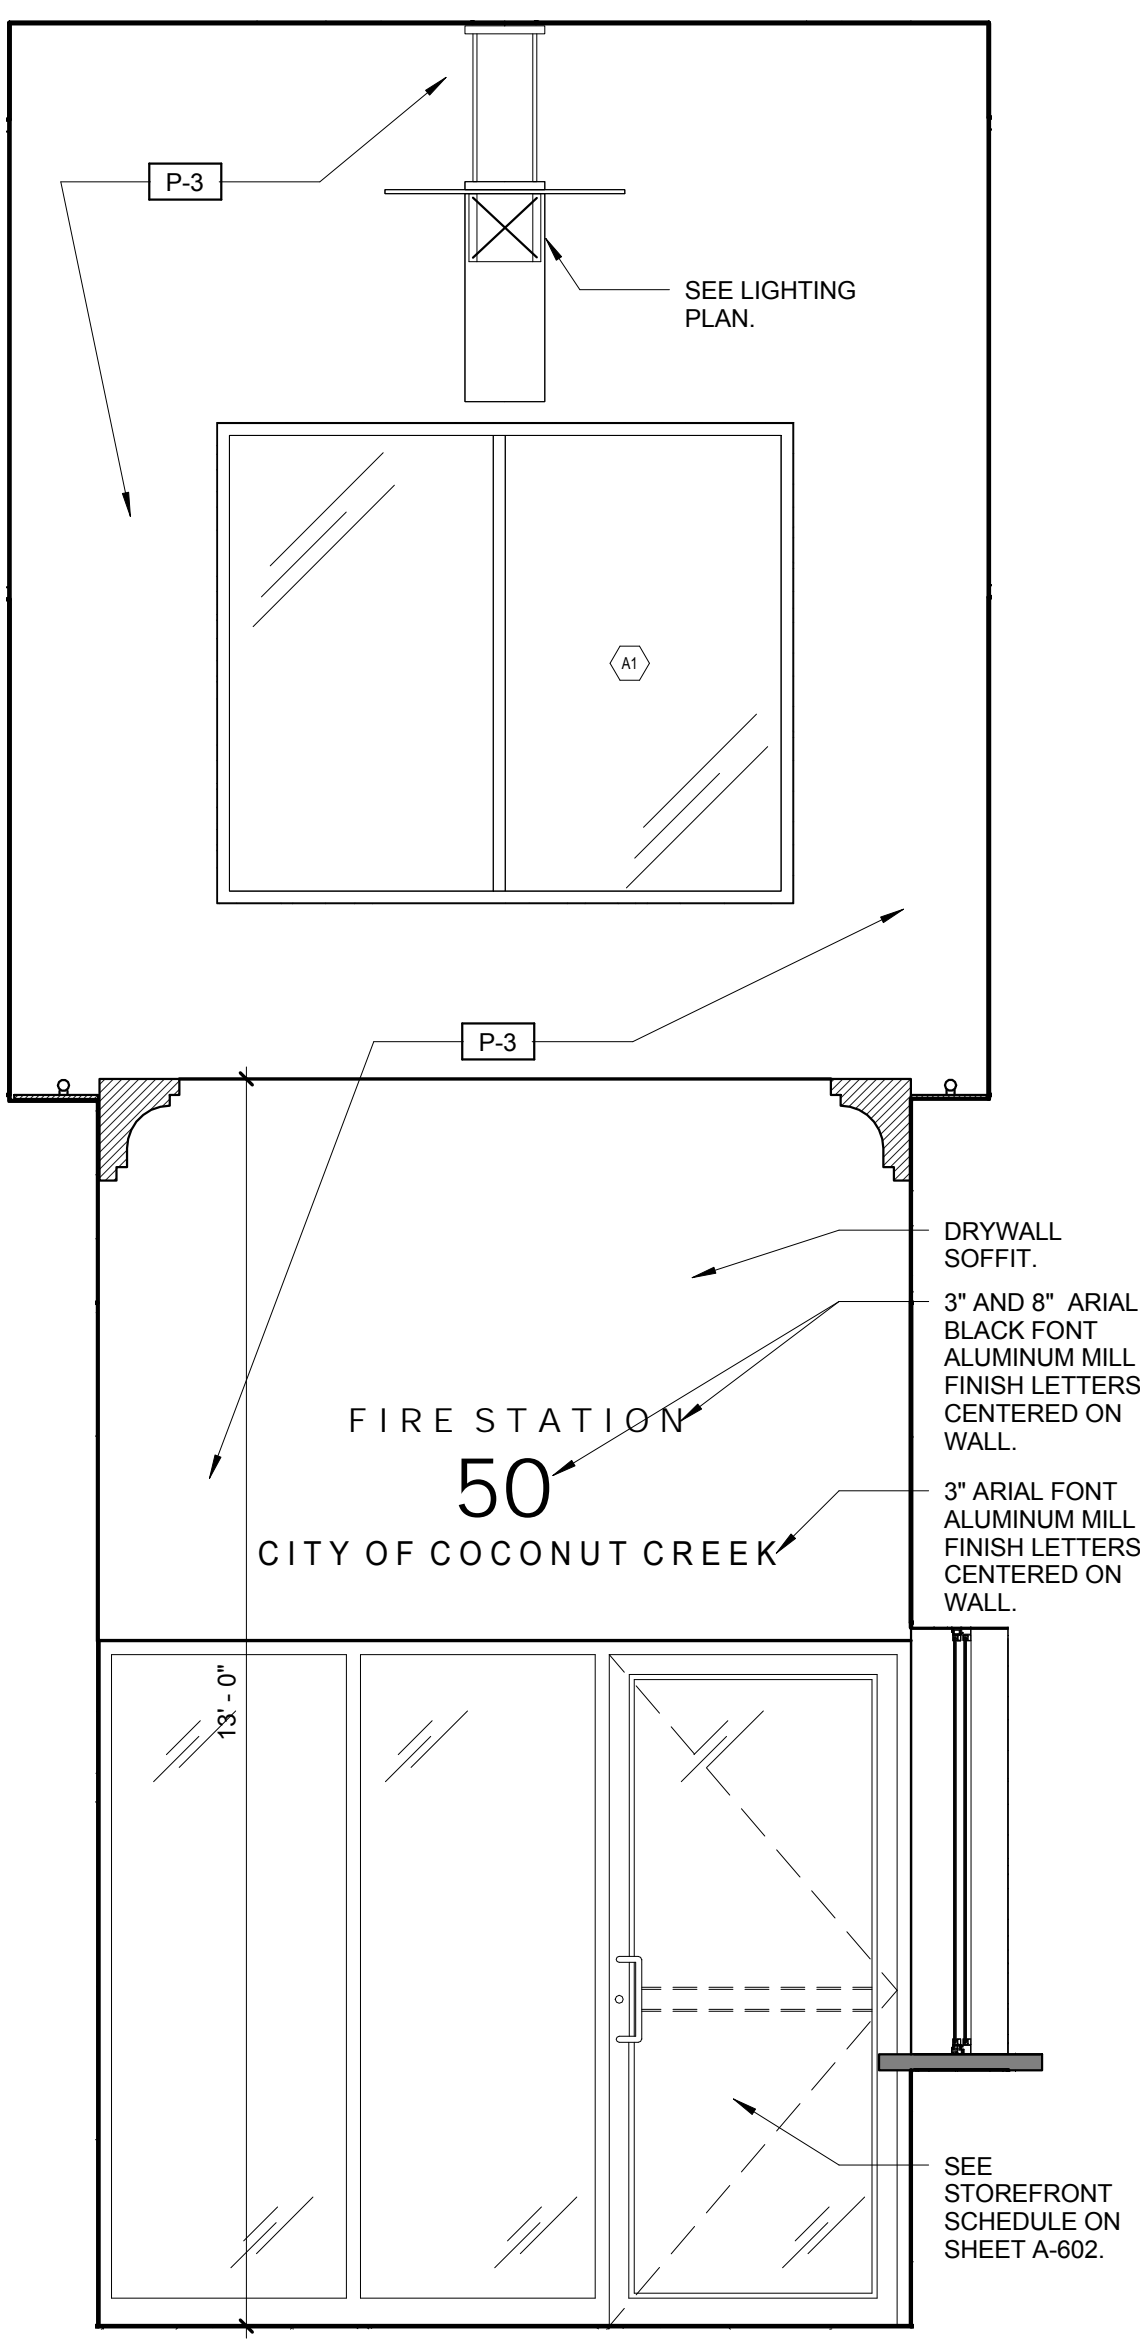 P-3
SEE LIGHTING
PLAN.
A1
P-3
DRYWALL
SOFFIT.
3" AND 8"  ARIAL
BLACK FONT
ALUMINUM MILL
FINISH LETTERS
CENTERED ON
WALL.
FIRE STATION
50
CITY OF COCONUT CREEK
3" ARIAL FONT
ALUMINUM MILL
FINISH LETTERS
CENTERED ON
WALL.
13' - 0"
SEE
STOREFRONT
SCHEDULE ON
SHEET A-602.